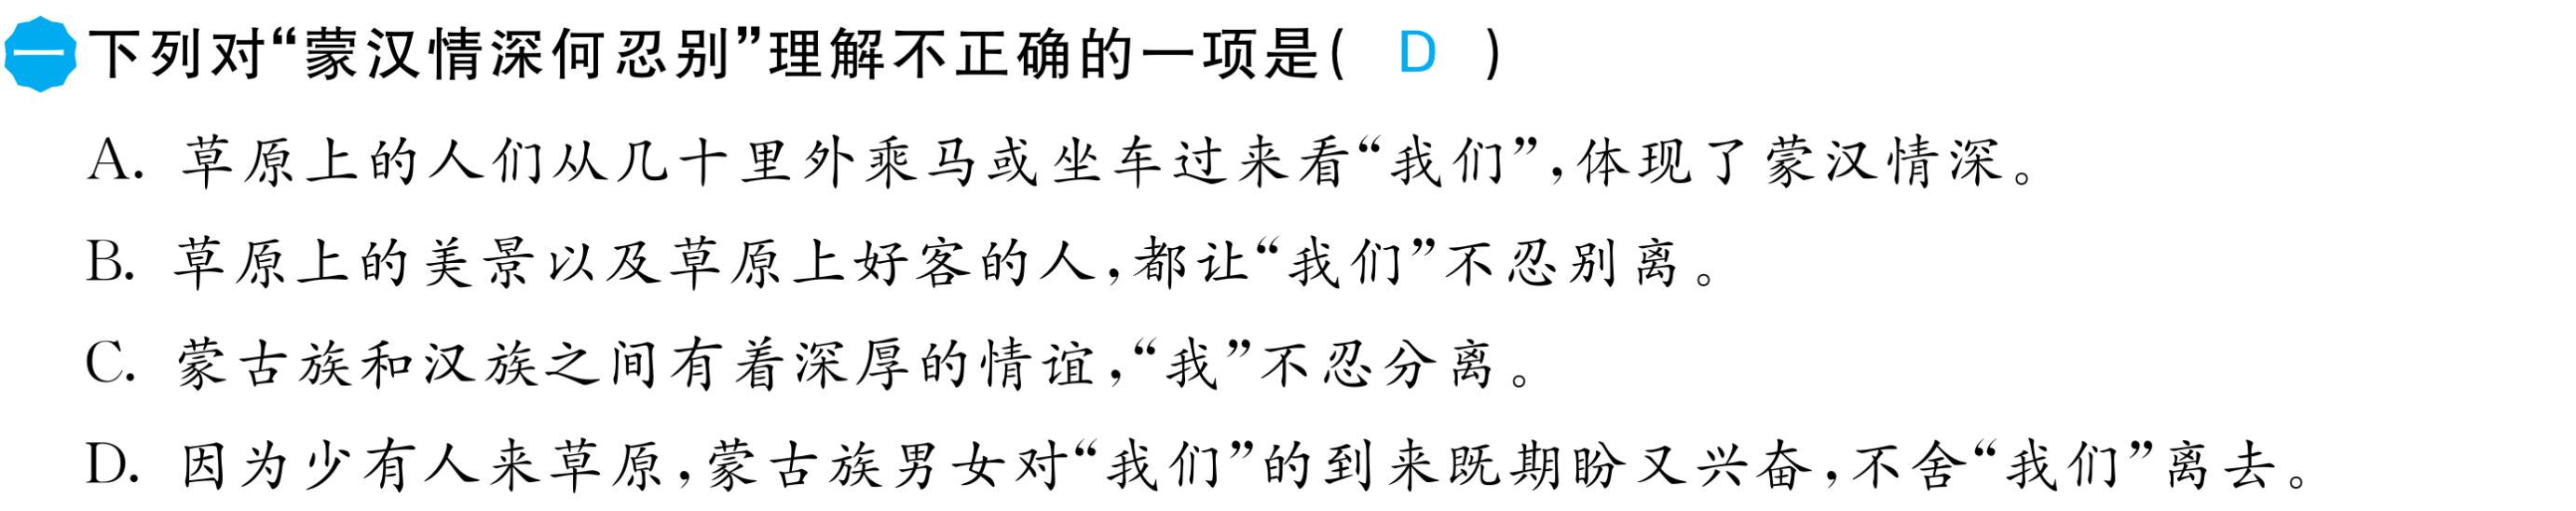 一 下列对“蒙汉情深何忍别”理解不正确的一项是( D )
A. 草原上的人们从几十里外乘马或坐车过来看“我们”,体现了蒙汉情深。
B. 草原上的美景以及草原上好客的人,都让“我们”不忍别离。
C. 蒙古族和汉族之间有着深厚的情谊,“我”不忍分离。
D. 因为少有人来草原,蒙古族男女对“我们”的到来既期盼又兴奋,不舍“我们”离去。